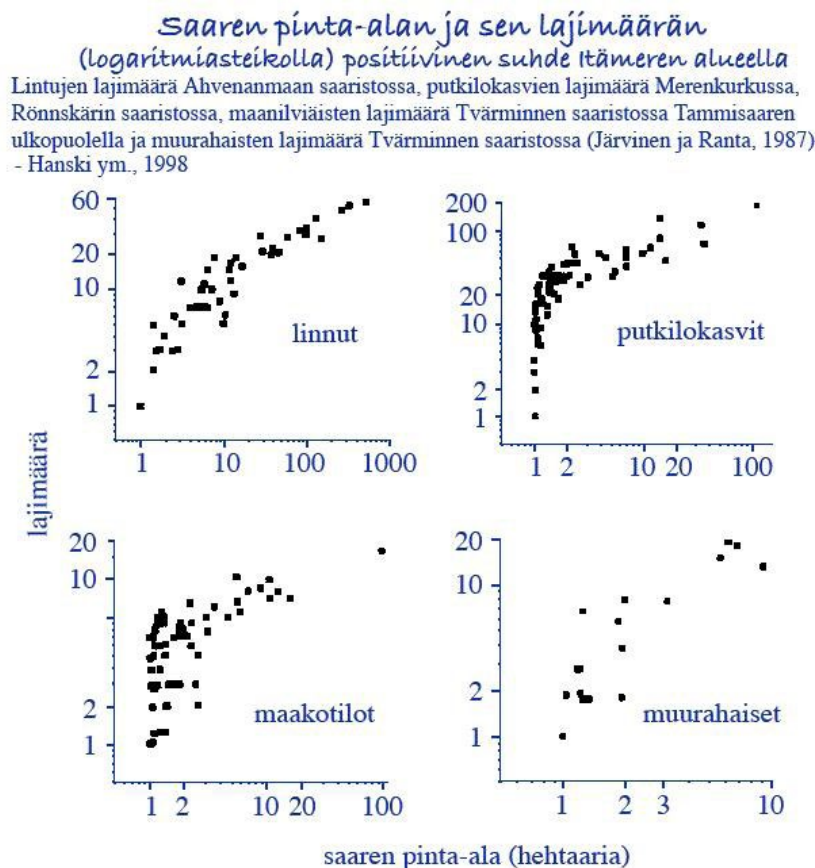 Saaren pinta-alan ja sen lajimäärän
(logaritmiasteikolla) positiivinen suhde Itämeren alueella
Lintujen lajimäärä Ahvenanmaan saaristossa, putkilokasvien lajimäärä Merenkurkussa,
Rönnskärin saaristossa, maanilviäisten lajimäärä Tvärminnen saaristossa Tammisaaren
ulkopuolella ja muurahaisten lajimäärä Tvärminnen saaristossa (Järvinen ja Ranta, 1987)
- Hanski ym., 1998
60
20
10
2
1
linnut
1 10 100 1000
200
100
20
10
2
1
putkilokasvit
1 2 10 20 100
lajimäärä
20
10
2
1
maakotilot
1 2 10 20 100
20
10
2
1
muurahaiset
1 2 3 10
saaren pinta-ala (hehtaaria)